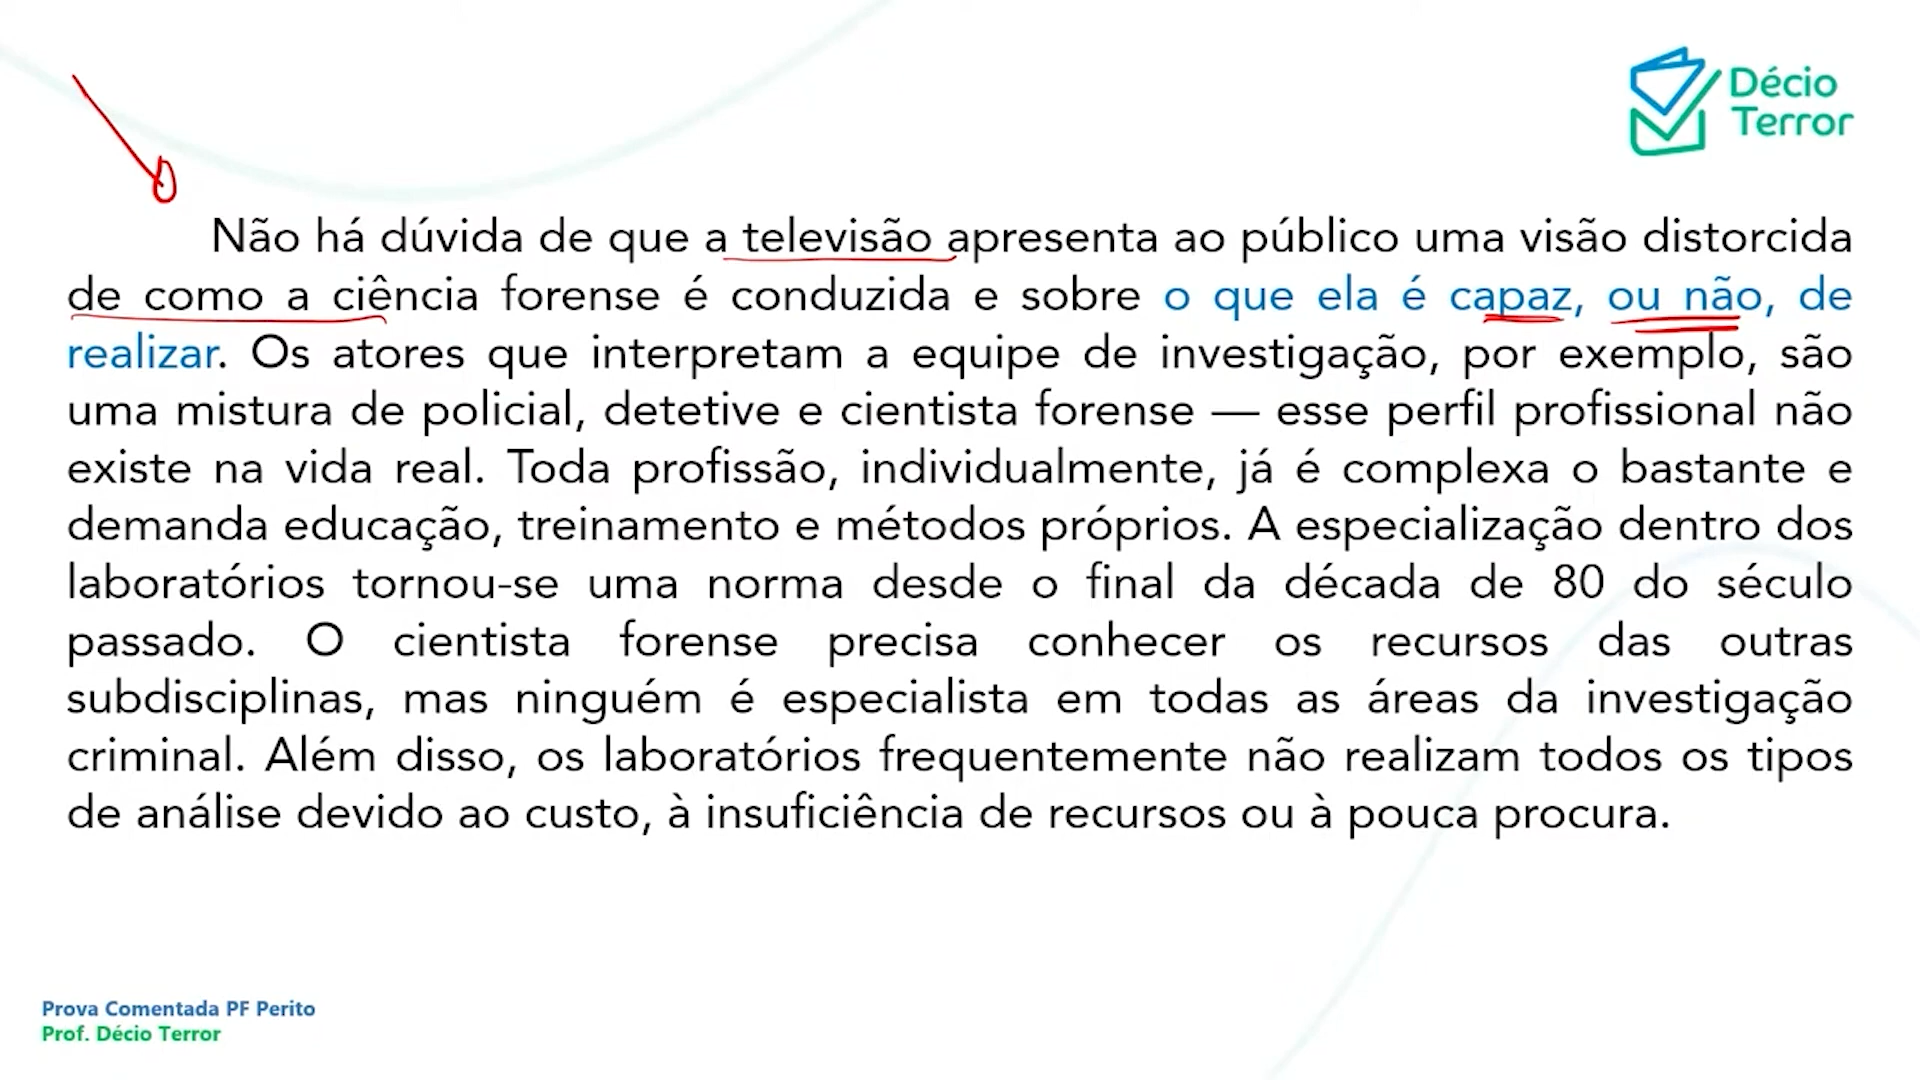 Décio
Terror
Não há dúvida de que a televisão apresenta ao público uma visão distorcida
de como a ciência forense é conduzida e sobre o que ela é capaz, ou não, de
realizar. Os atores que interpretam a equipe de investigação, por exemplo, são
uma mistura de policial, detetive e cientista forense — esse perfil profissional não
existe na vida real. Toda profissão, individualmente, já é complexa o bastante e
demanda educação, treinamento e métodos próprios. A especialização dentro dos
laboratórios tornou-se uma norma desde o final da década de 80 do século
passado. O cientista forense precisa conhecer os recursos das outras
subdisciplinas, mas ninguém é especialista em todas as áreas da investigação
criminal. Além disso, os laboratórios frequentemente não realizam todos os tipos
de análise devido ao custo, à insuficiência de recursos ou à pouca procura.
Prova Comentada PF Perito
Prof. Décio Terror